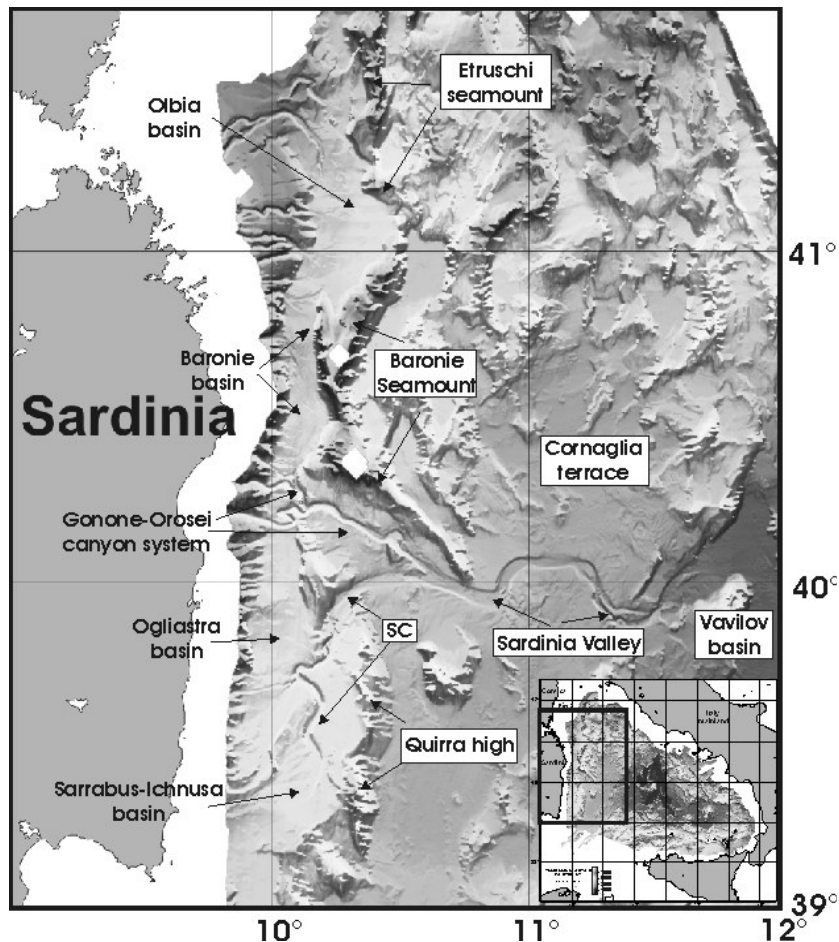 Etruschi
seamount
Olbia
basin
41°
Baronie
basin
Baronie
Seamount
Sardinia
Cornaglia
terrace
Gonone-Orosei
canyon system
40°
SC
Ogliastra
basin
Sardinia Valley
Vavilov
basin
Quirra high
Sarrabus-Ichnusa
basin
Italy
39°
10°
11°
12°